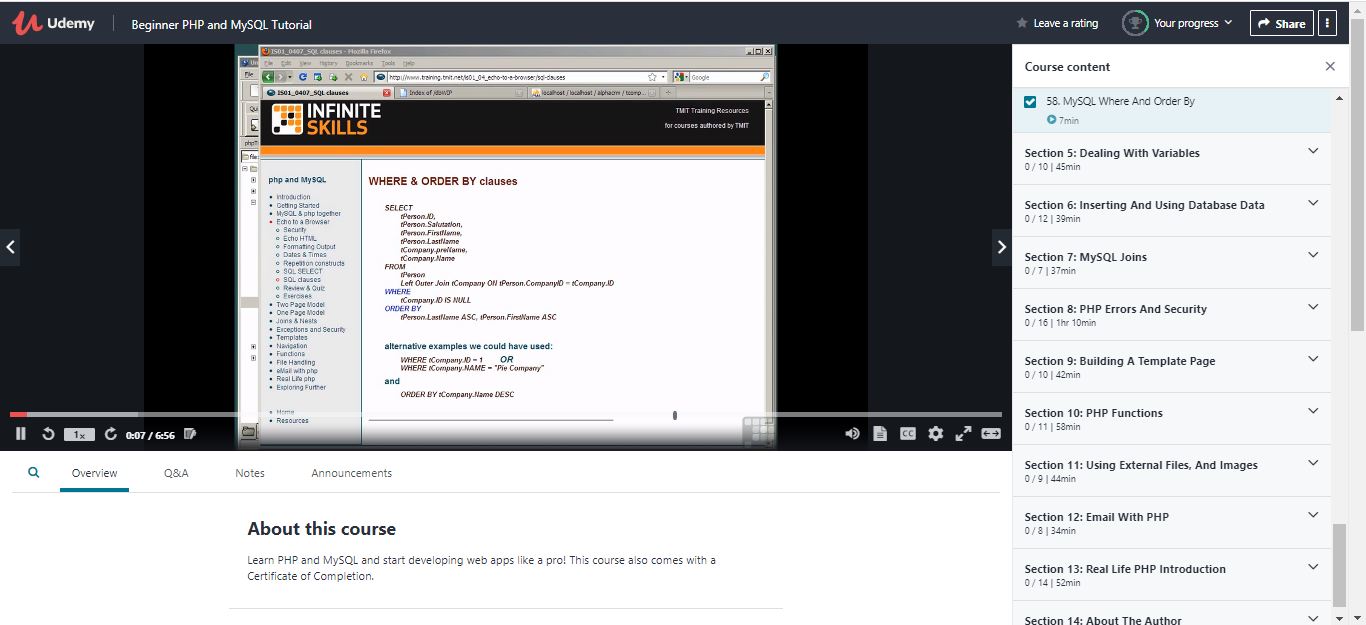 Udemy
Beginner PHP and MySQL Tutorial
Leave a rating
Your progress
Share
IS01_0407_SQL clauses - Mozilla Firefox
File Edit View History Bookmarks Tools Help
http://www.training.tmit.net/is01_04_echo-to-a-browser/sql-clauses
Google
IS01_0407_SQL clauses
Index of /dbWIP
localhost / localhost / alphacrm / tcomp...
INFINITE
SKILLS
TMIT Training Resources
for courses authored by TMIT
php and MySQL
Introduction
Getting Started
MySQL & php together
Echo to a Browser
Security
Echo HTML
Formatting Output
Dates & Times
Repetition constructs
SQL SELECT
SQL clauses
Review & Quiz
Exercises
Two Page Model
One Page Model
Joins & Nests
Exceptions and Security
Templates
Navigation
Functions
File Handling
eMail with php
Real Life php
Exploring Further
Home
Resources
WHERE & ORDER BY clauses
SELECT
tPerson.ID,
tPerson.Salutation,
tPerson.FirstName,
tPerson.LastName
tCompany.preName,
tCompany.Name
FROM
tPerson
Left Outer Join tCompany ON tPerson.CompanyID = tCompany.ID
WHERE
tCompany.ID IS NULL
ORDER BY
tPerson.LastName ASC, tPerson.FirstName ASC
alternative examples we could have used:
WHERE tCompany.ID = 1 OR
WHERE tCompany.NAME = "Pie Company"
and
ORDER BY tCompany.Name DESC
1x
0:07 / 6:56
CC
Course content
58. MySQL Where And Order By
7min
Section 5: Dealing With Variables
0 / 10 | 45min
Section 6: Inserting And Using Database Data
0 / 12 | 39min
Section 7: MySQL Joins
0 / 7 | 37min
Section 8: PHP Errors And Security
0 / 16 | 1hr 10min
Section 9: Building A Template Page
0 / 10 | 42min
Section 10: PHP Functions
0 / 11 | 58min
Section 11: Using External Files, And Images
0 / 9 | 44min
Section 12: Email With PHP
0 / 8 | 34min
Section 13: Real Life PHP Introduction
0 / 14 | 52min
Section 14: About The Author
Overview
Q&A
Notes
Announcements
About this course
Learn PHP and MySQL and start developing web apps like a pro! This course also comes with a
Certificate of Completion.